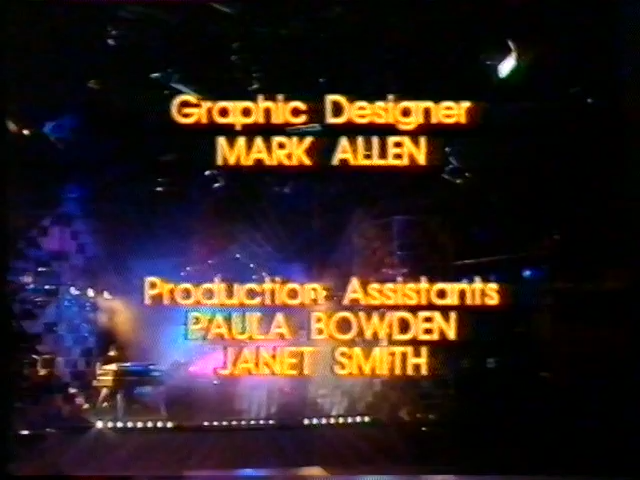 Graphic Designer
MARK ALLEN
Production Assistants
PAULA BOWDEN
JANET SMITH